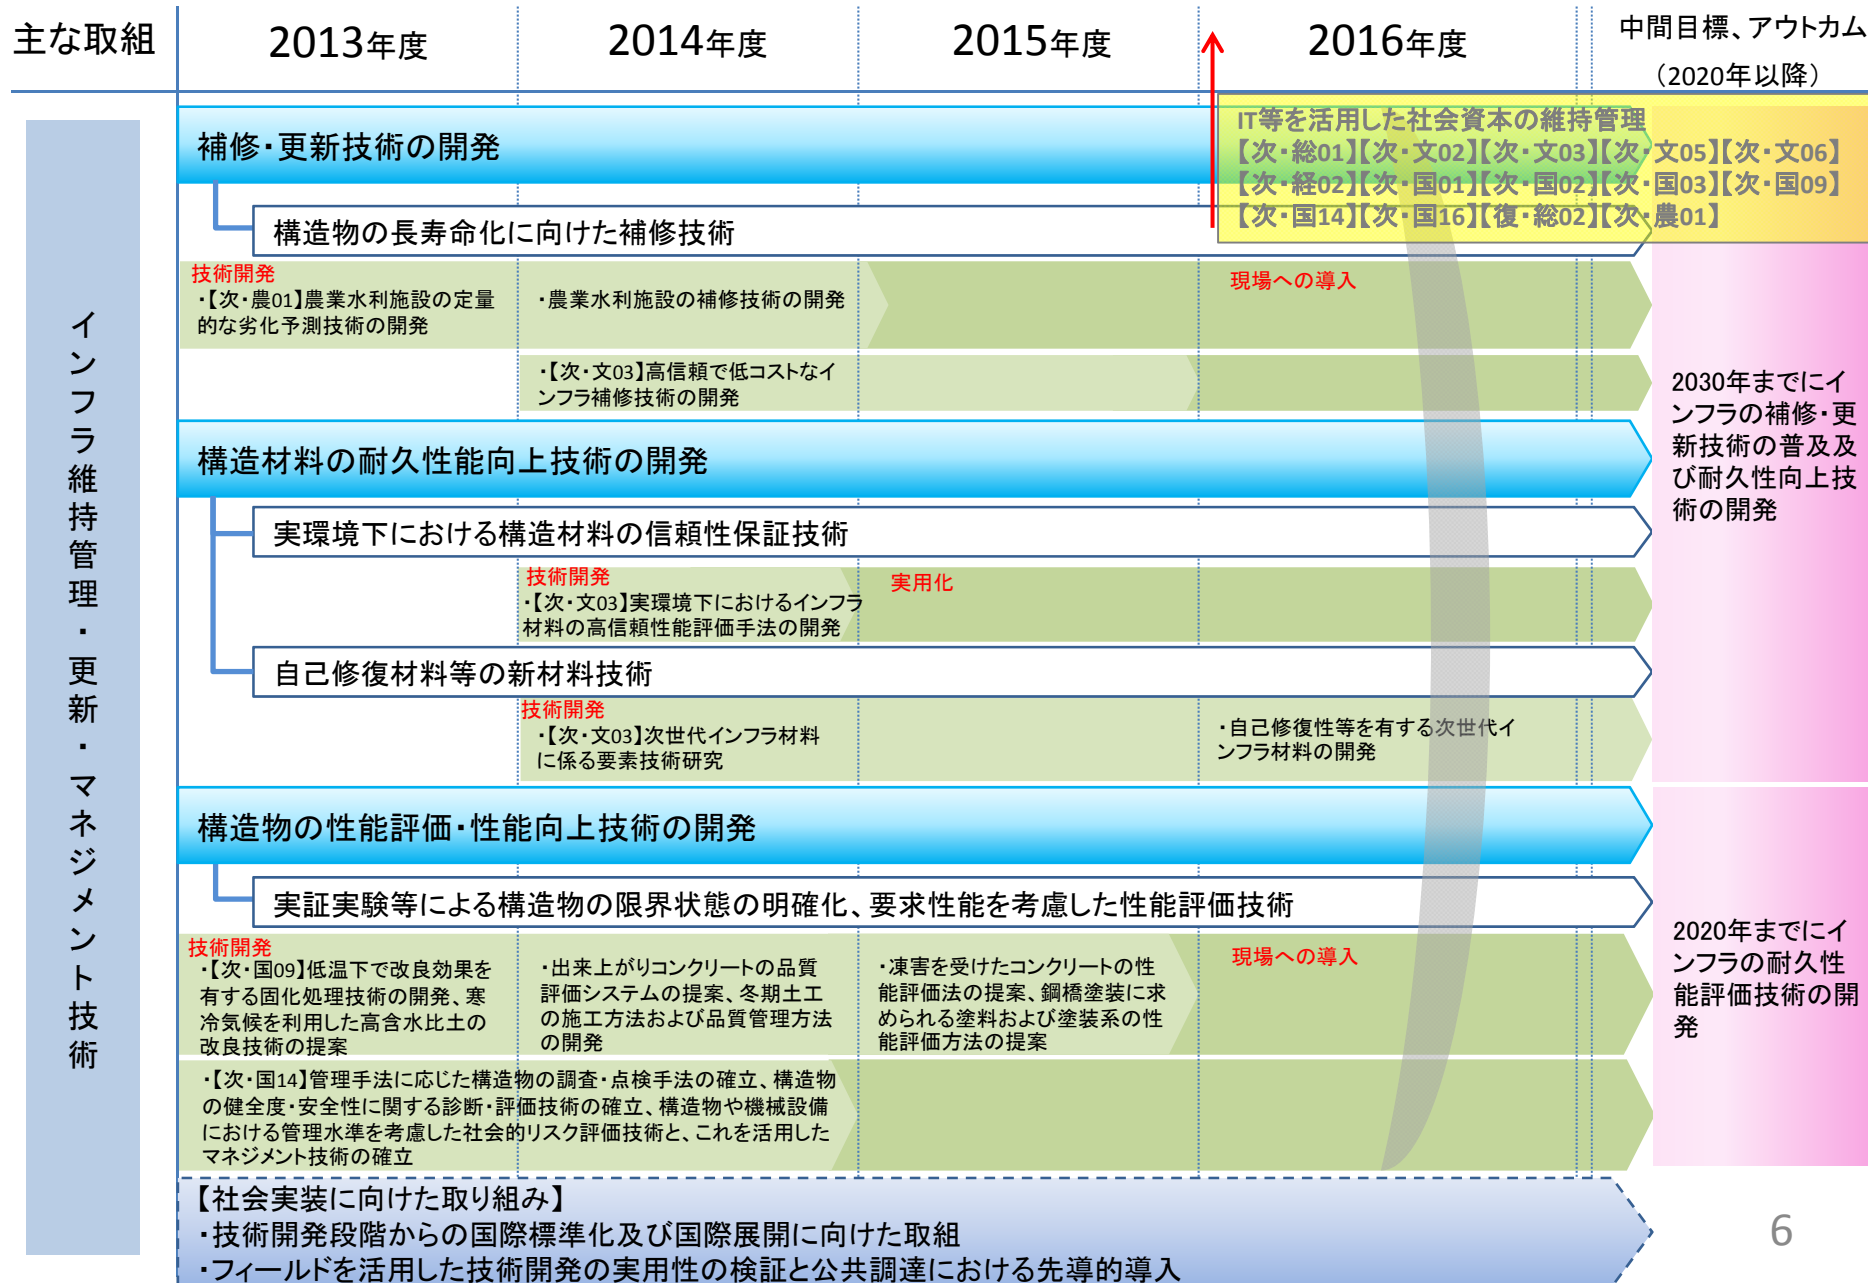 主な取組
2013年度
2014年度
2015年度
2016年度
中間目標、アウトカム
（2020年以降）
インフラ維持管理・更新・マネジメント技術
補修・更新技術の開発
IT等を活用した社会資本の維持管理
【次・総01】【次・文02】【次・文03】【次・文05】【次・文06】
【次・経02】【次・国01】【次・国02】【次・国03】【次・国09】
【次・国14】【次・国16】【復・総02】【次・農01】
構造物の長寿命化に向けた補修技術
技術開発
・【次・農01】農業水利施設の定量
的な劣化予測技術の開発
・農業水利施設の補修技術の開発
現場への導入
・【次・文03】高信頼で低コストなイ
ンフラ補修技術の開発
2030年までにイ
ンフラの補修・更
新技術の普及及
び耐久性向上技
術の開発
構造材料の耐久性能向上技術の開発
実環境下における構造材料の信頼性保証技術
技術開発
・【次・文03】実環境下におけるインフラ
材料の高信頼性能評価手法の開発
実用化
自己修復材料等の新材料技術
技術開発
・【次・文03】次世代インフラ材料
に係る要素技術研究
・自己修復性等を有する次世代イ
ンフラ材料の開発
構造物の性能評価・性能向上技術の開発
実証実験等による構造物の限界状態の明確化、要求性能を考慮した性能評価技術
技術開発
・【次・国09】低温下で改良効果を
有する固化処理技術の開発、寒
冷気候を利用した高含水比土の
改良技術の提案
・出来上がりコンクリートの品質
評価システムの提案、冬期土工
の施工方法および品質管理方法
の開発
・凍害を受けたコンクリートの性
能評価法の提案、鋼橋塗装に求
められる塗料および塗装系の性
能評価方法の提案
現場への導入
2020年までにイ
ンフラの耐久性
能評価技術の開
発
・【次・国14】管理手法に応じた構造物の調査・点検手法の確立、構造物
の健全度・安全性に関する診断・評価技術の確立、構造物や機械設備
における管理水準を考慮した社会的リスク評価技術と、これを活用した
マネジメント技術の確立
【社会実装に向けた取り組み】
・技術開発段階からの国際標準化及び国際展開に向けた取組
・フィールドを活用した技術開発の実用性の検証と公共調達における先導的導入
6